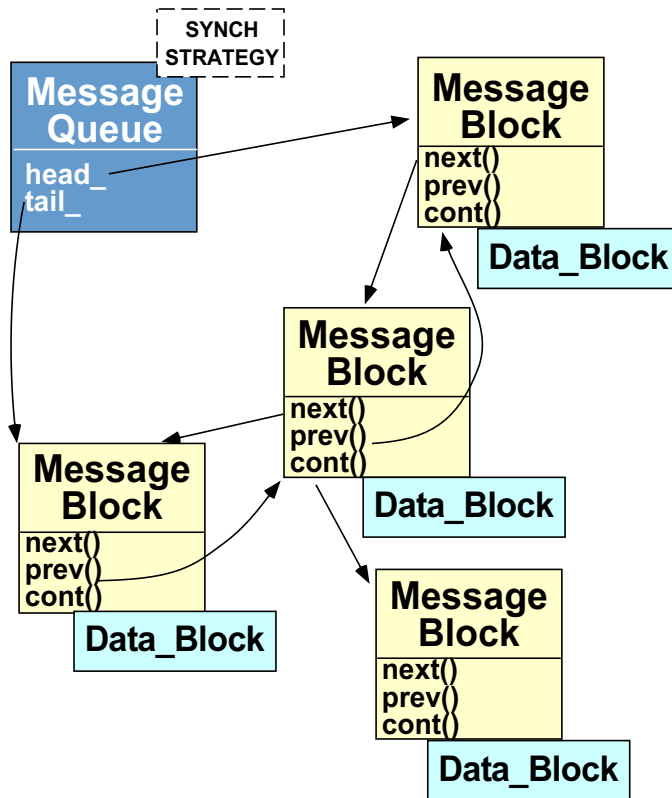 SYNCH
STRATEGY
Message
Queue
head_
tail_
Message
Block
next()
prev()
cont()
Data_Block
Message
Block
next()
prev()
cont()
Data_Block
Message
Block
next()
prev()
cont()
Data_Block
Message
Block
next()
prev()
cont()
Data_Block